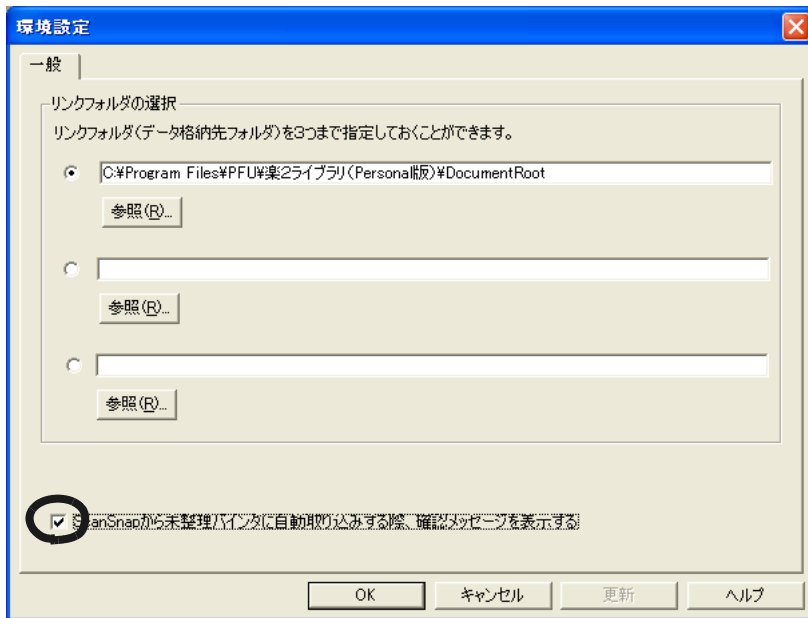 環境設定
一般
リンクフォルダの選択
リンクフォルダ(データ格納先フォルダ)を3つまで指定しておくことができます。
C:¥Program Files¥PFU¥楽2ライブラリ(Personal版)¥DocumentRoot
参照(R)...
参照(R)...
参照(R)...
ScanSnapから未整理バインダに自動取り込みする際、確認メッセージを表示する
OK
キャンセル
更新
ヘルプ